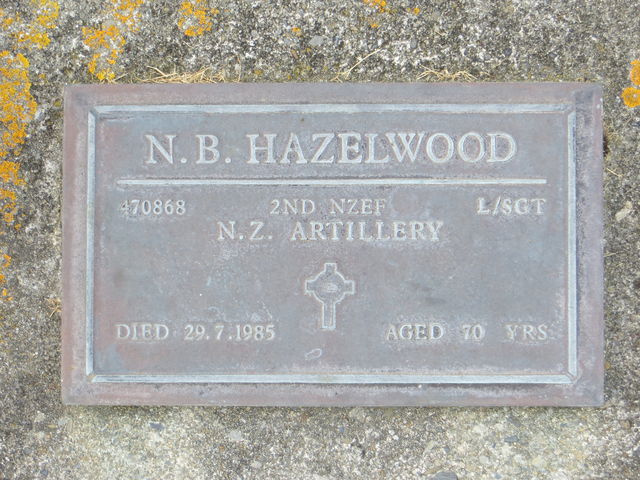 N. B. HAZELWOOD
470868 2ND NZEF L/SGT
N.Z. ARTILLERY
DIED 29.7.1985 AGED 70 YRS